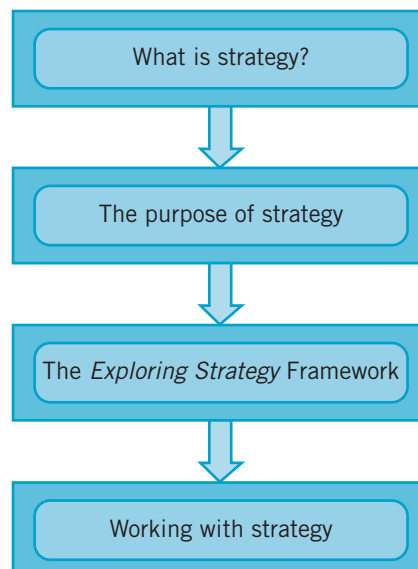 What is strategy?
The purpose of strategy
The Exploring Strategy Framework
Working with strategy